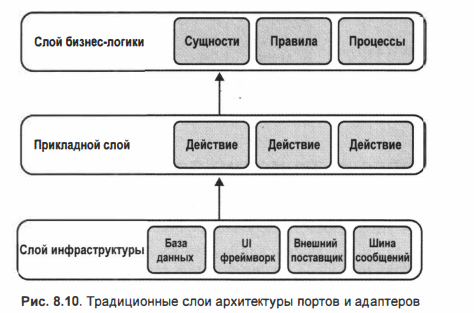 Слой бизнес-логики
Сущности
Правила
Процессы
Прикладной слой
Действие
Действие
Действие
Слой инфраструктуры
База
данных
UI
фреймворк
Внешний
поставщик
Шина
сообщений
Рис. 8.10. Традиционные слои архитектуры портов и адаптеров